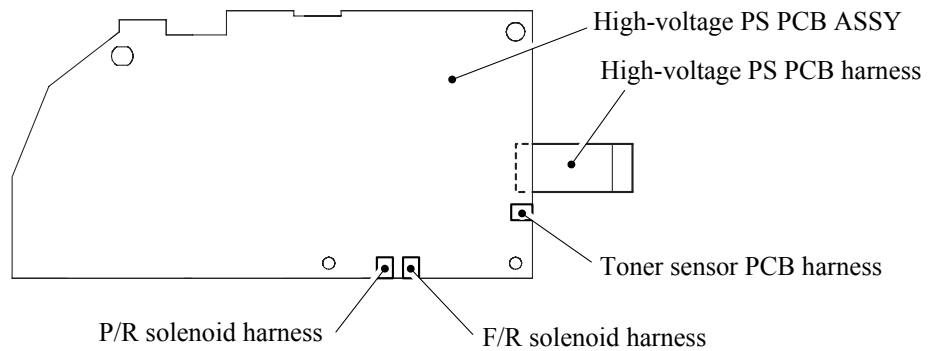 High-voltage PS PCB ASSY
High-voltage PS PCB harness
Toner sensor PCB harness
P/R solenoid harness
F/R solenoid harness